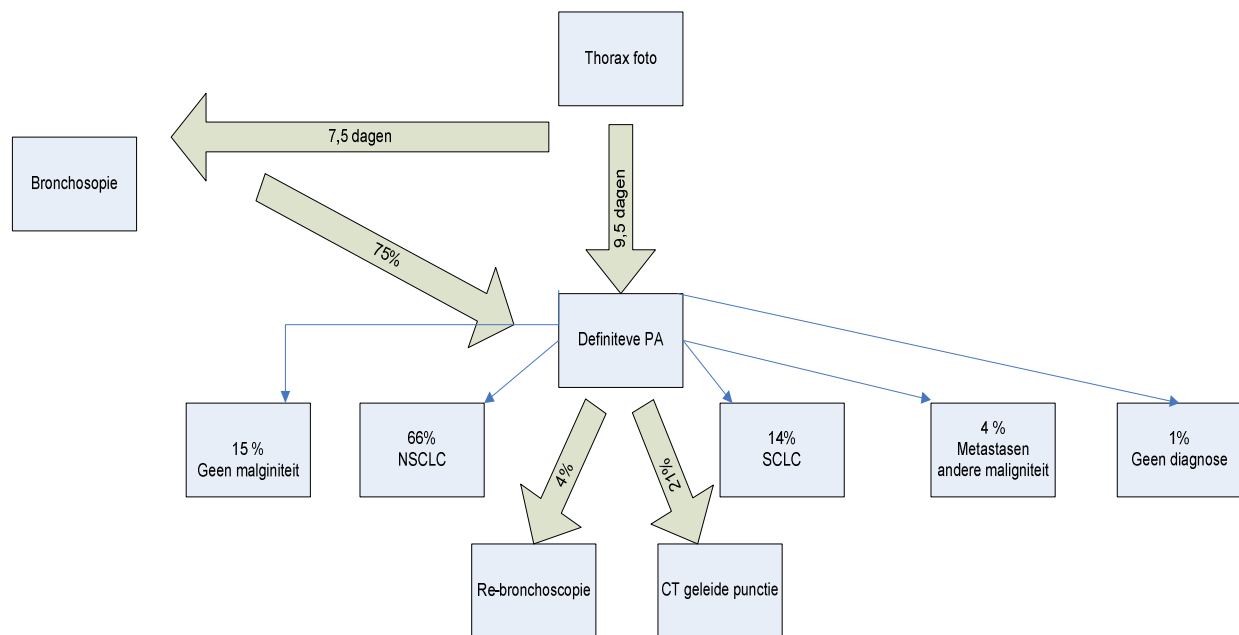 Thorax foto
7,5 dagen
Bronchosopie
9,5 dagen
75%
Definiteve PA
15 %
Geen malginiteit
66%
NSCLC
14%
SCLC
4 %
Metastasen
andere maligniteit
1%
Geen diagnose
4%
21%
Re-bronchoscopie
CT geleide punctie